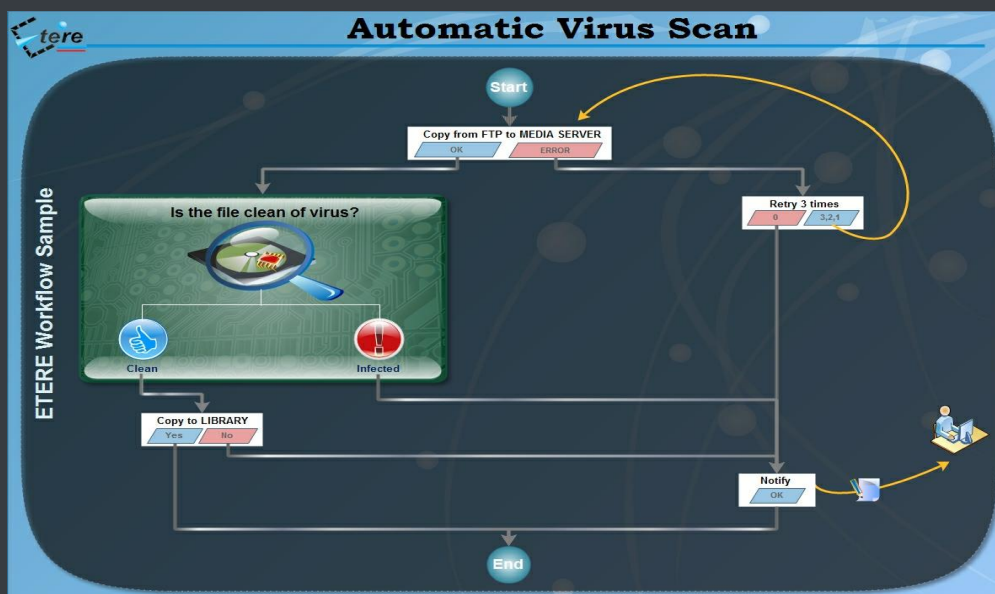 tere
Automatic Virus Scan
ETERE Workflow Sample
Start
Copy from FTP to MEDIA SERVER
OK
ERROR
Is the file clean of virus?
Retry 3 times
0
3,2,1
Clean
Infected
Copy to LIBRARY
Yes
No
Notify
OK
End